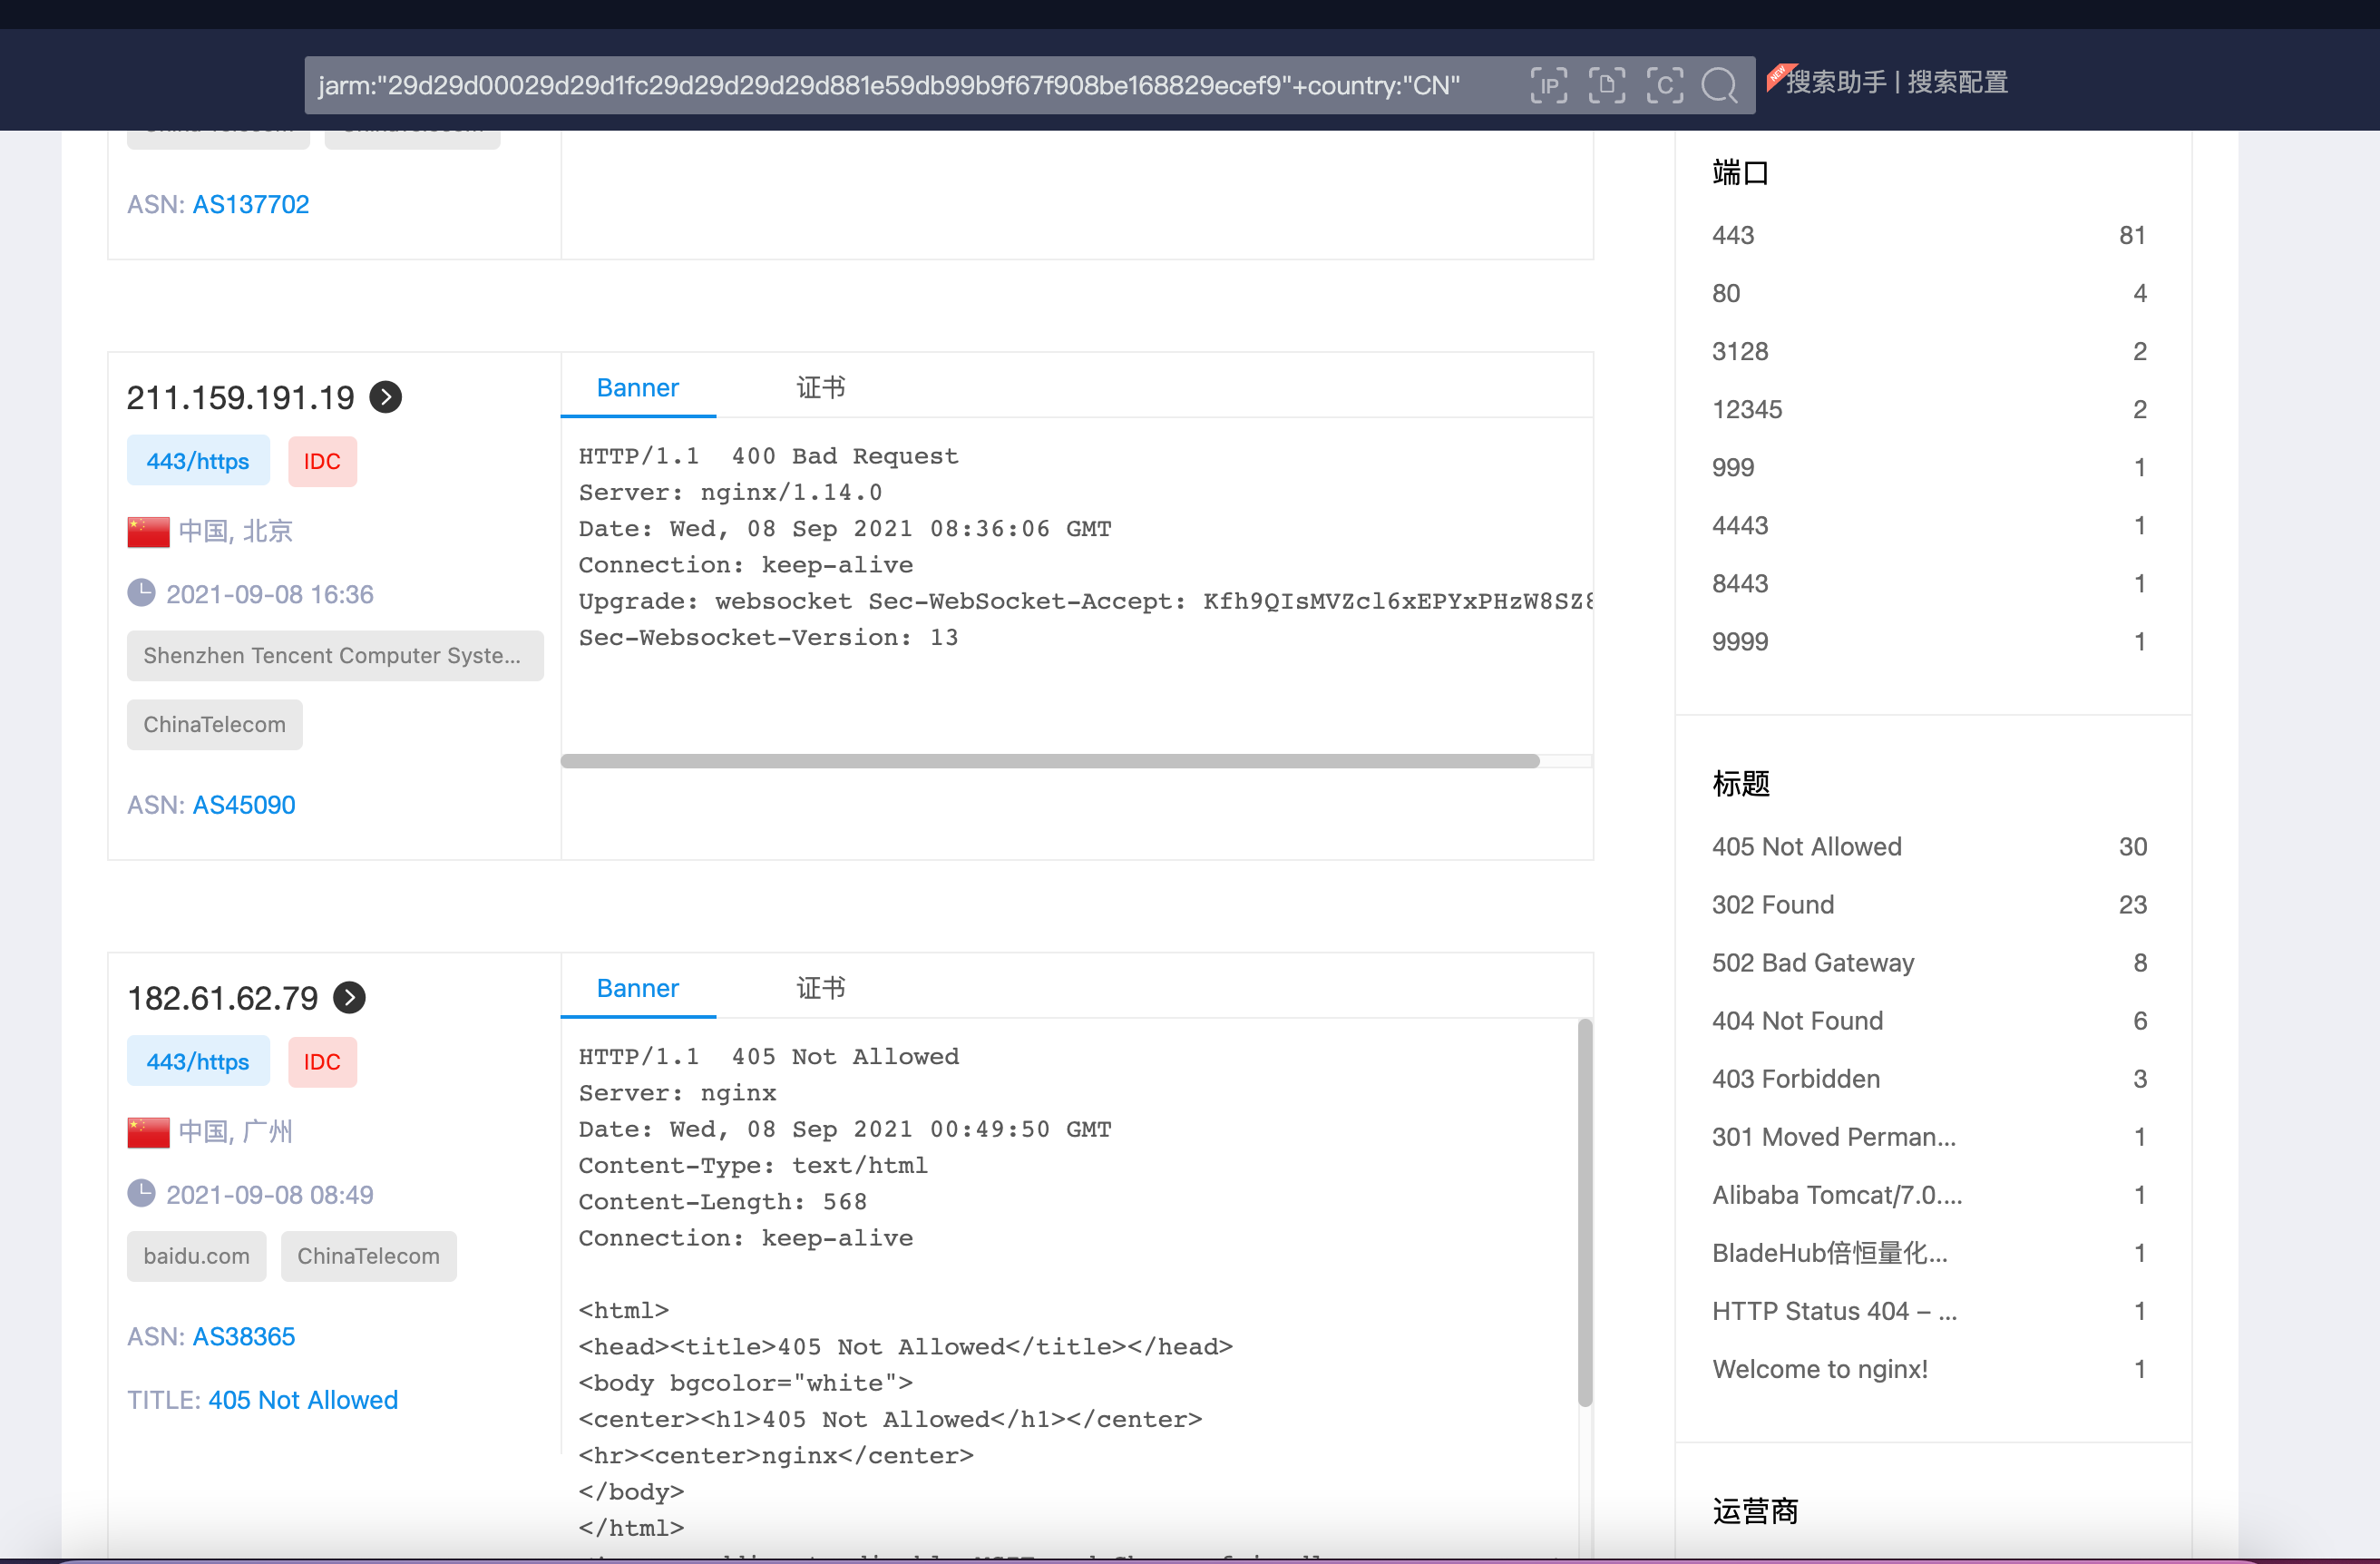 jarm:"29d29d00029d29d1fc29d29d29d29d881e59db99b9f67f908be168829ecef9"+country:"CN"
IP
C
NEW
搜索助手 | 搜索配置
ASN: AS137702
211.159.191.19
443/https IDC
中国, 北京
2021-09-08 16:36
Shenzhen Tencent Computer Syste...
ChinaTelecom
ASN: AS45090
Banner 证书
HTTP/1.1  400 Bad Request
Server: nginx/1.14.0
Date: Wed, 08 Sep 2021 08:36:06 GMT
Connection: keep-alive
Upgrade: websocket Sec-WebSocket-Accept: Kfh9QIsMVZcl6xEPYxPHzW8SZ8
Sec-Websocket-Version: 13
182.61.62.79
443/https IDC
中国, 广州
2021-09-08 08:49
baidu.com ChinaTelecom
ASN: AS38365
TITLE: 405 Not Allowed
Banner 证书
HTTP/1.1  405 Not Allowed
Server: nginx
Date: Wed, 08 Sep 2021 00:49:50 GMT
Content-Type: text/html
Content-Length: 568
Connection: keep-alive
<html>
<head><title>405 Not Allowed</title></head>
<body bgcolor="white">
<center><h1>405 Not Allowed</h1></center>
<hr><center>nginx</center>
</body>
</html>
端口
443 81
80 4
3128 2
12345 2
999 1
4443 1
8443 1
9999 1
标题
405 Not Allowed 30
302 Found 23
502 Bad Gateway 8
404 Not Found 6
403 Forbidden 3
301 Moved Perman... 1
Alibaba Tomcat/7.0.... 1
BladeHub倍恒量化... 1
HTTP Status 404 – ... 1
Welcome to nginx! 1
运营商